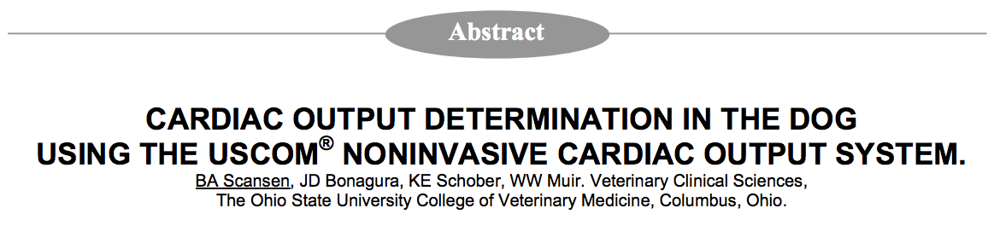 Abstract
CARDIAC OUTPUT DETERMINATION IN THE DOG
USING THE USCOM® NONINVASIVE CARDIAC OUTPUT SYSTEM.
BA Scansen, JD Bonagura, KE Schober, WW Muir. Veterinary Clinical Sciences,
The Ohio State University College of Veterinary Medicine, Columbus, Ohio.